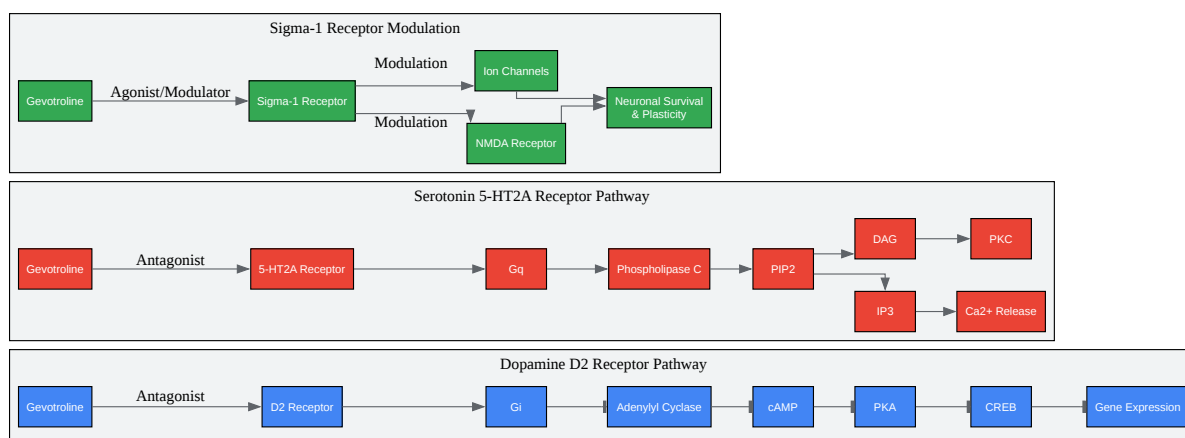 Sigma-1 Receptor Modulation
Gevotroline
Agonist/Modulator
Sigma-1 Receptor
Modulation
Modulation
Ion Channels
NMDA Receptor
Neuronal Survival
& Plasticity
Serotonin 5-HT2A Receptor Pathway
Gevotroline
Antagonist
5-HT2A Receptor
Gq
Phospholipase C
PIP2
DAG
PKC
IP3
Ca2+ Release
Dopamine D2 Receptor Pathway
Gevotroline
Antagonist
D2 Receptor
Gi
Adenylyl Cyclase
cAMP
PKA
CREB
Gene Expression